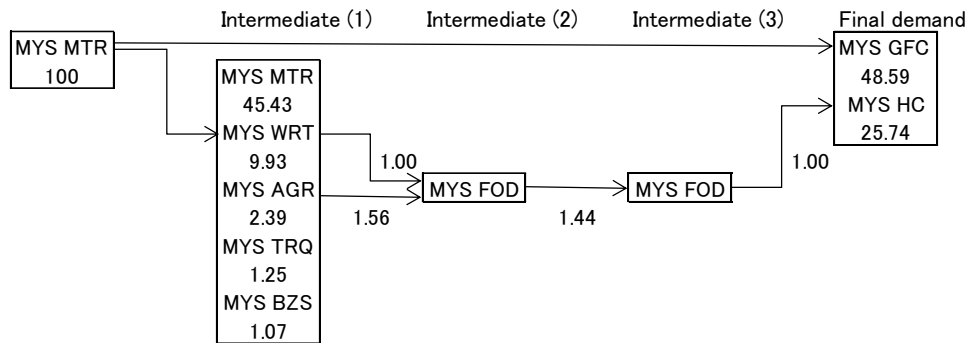 Intermediate (1) Intermediate (2) Intermediate (3) Final demand
MYS MTR
100
MYS MTR
45.43
MYS WRT
9.93
MYS AGR
2.39
MYS TRQ
1.25
MYS BZS
1.07
1.00
1.56
MYS FOD
1.44
MYS FOD
1.00
MYS GFC
48.59
MYS HC
25.74